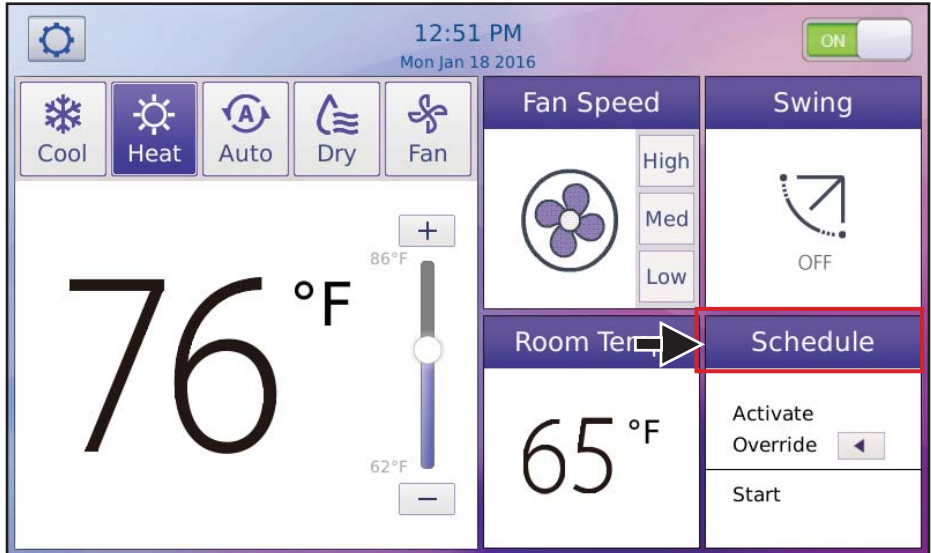 12:51 PM
Mon Jan 18 2016
ON
Cool
Heat
A
Auto
Dry
Fan
76 °F
+
86°F
62°F
−
Fan Speed
High
Med
Low
Swing
OFF
Room
65 °F
Schedule
Activate
Override
Start